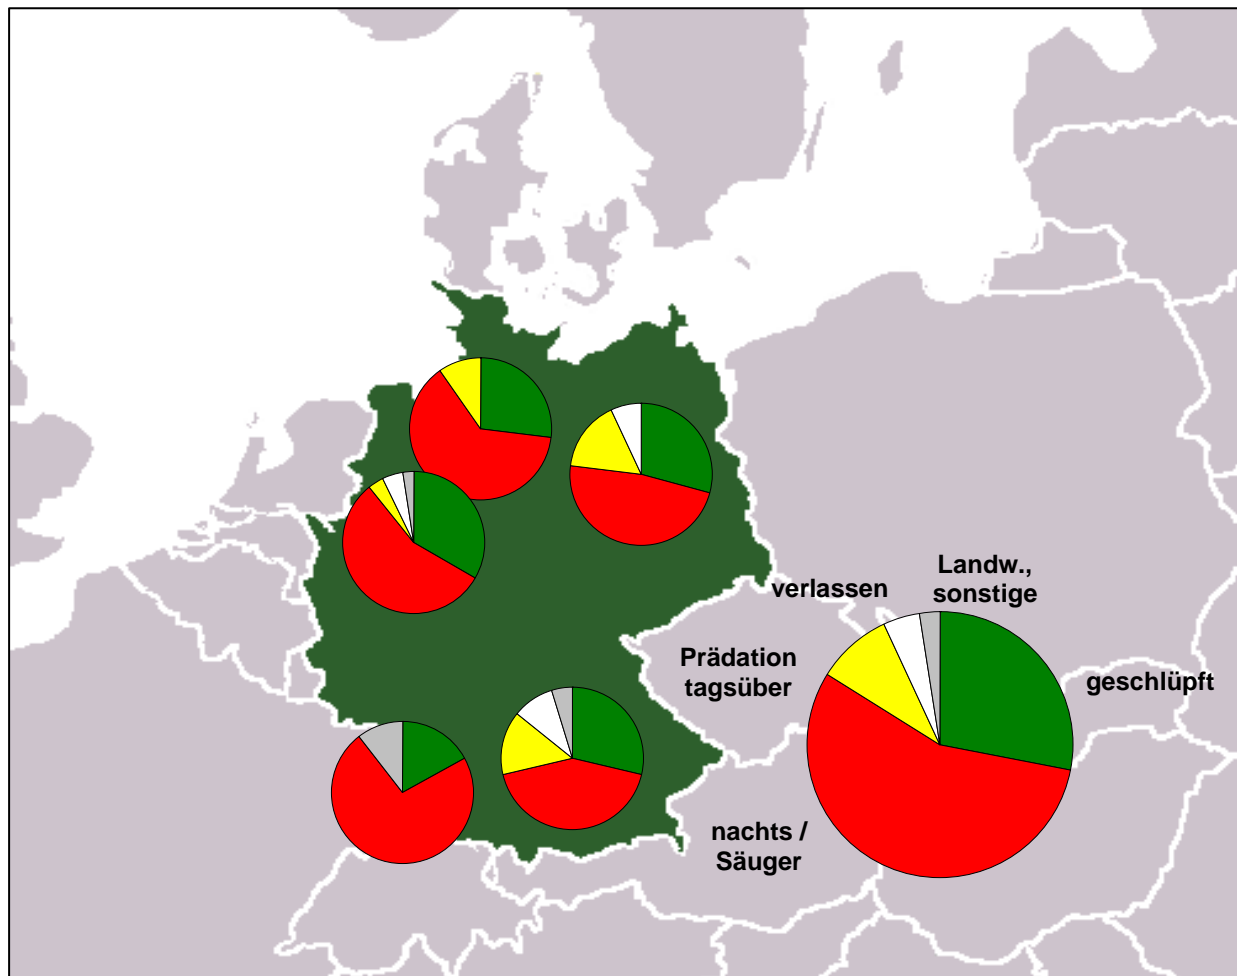 Landw.,
sonstige
verlassen
Prädation
tagsüber
geschlüpft
nachts /
Säuger